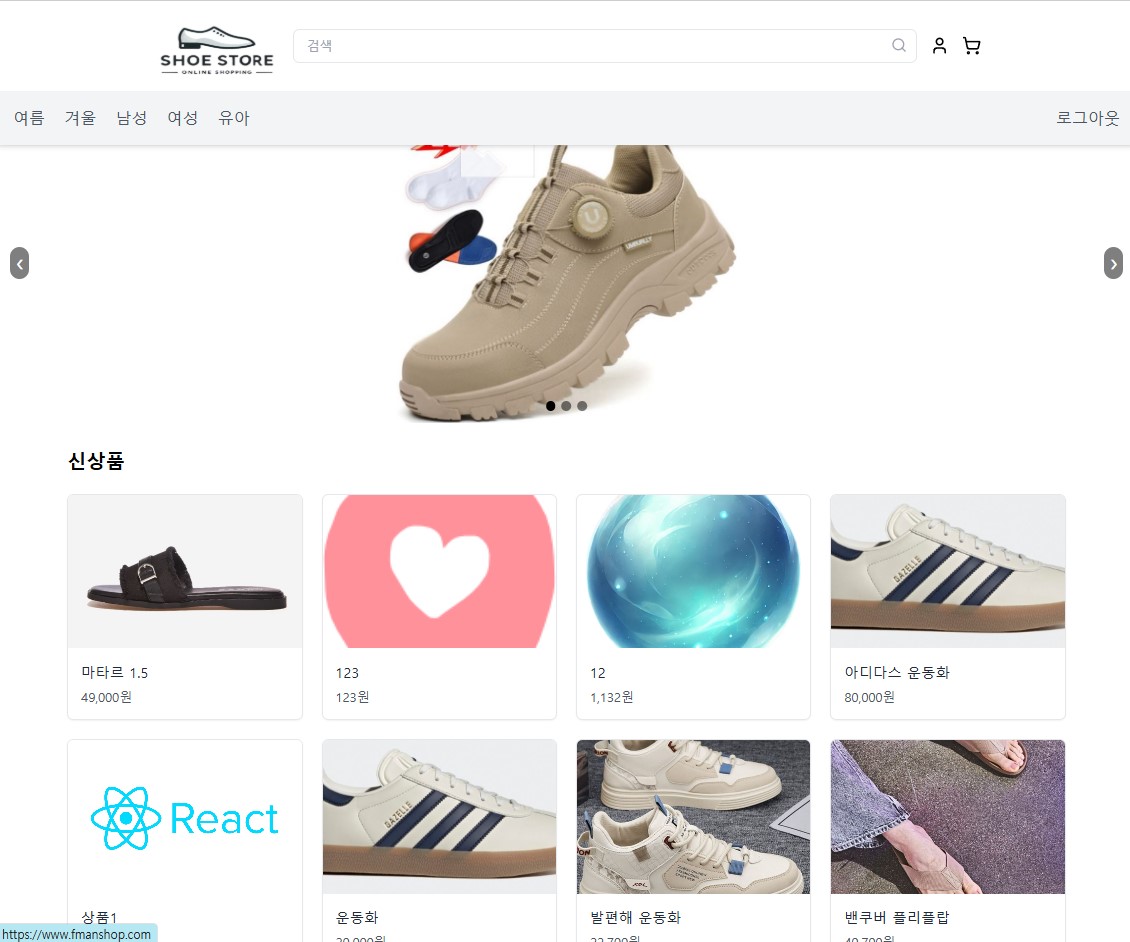 SHOE STORE
ONLINE SHOPPING
검색
여름 겨울 남성 여성 유아 로그아웃
U
신상품
마타르 1.5
49,000원
123
123원
12
1,132원
GAZELLE
아디다스 운동화
80,000원
React
상품1
GAZELLE
운동화
발편해 운동화
밴쿠버 플리플랍
https://www.fmanshop.com